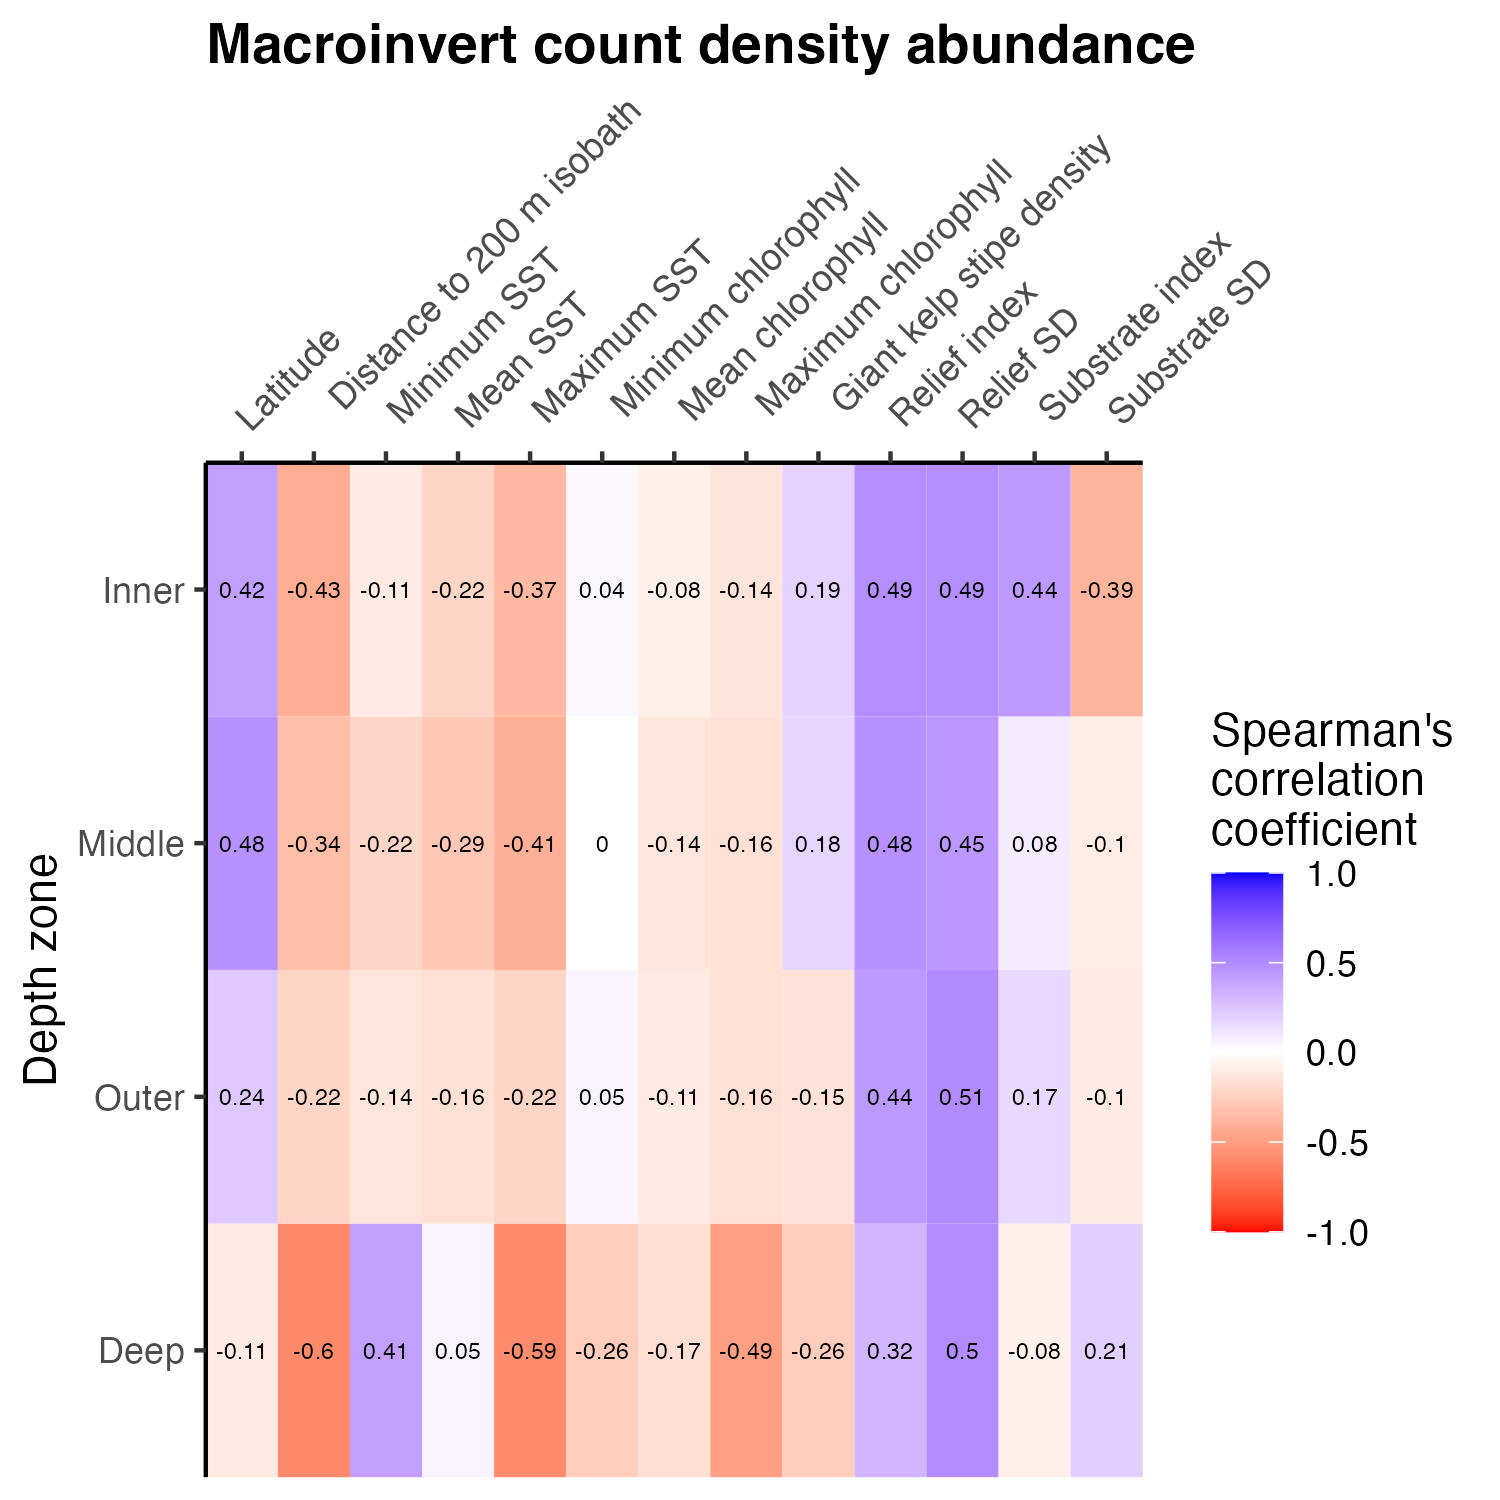 Macroinvert count density abundance
Latitude
Distance to 200 m isobath
Minimum SST
Mean SST
Maximum SST
Minimum chlorophyll
Mean chlorophyll
Maximum chlorophyll
Giant kelp stipe density
Relief index
Relief SD
Substrate index
Substrate SD
Depth zone
Inner 0.42 -0.43 -0.11 -0.22 -0.37 0.04 -0.08 -0.14 0.19 0.49 0.49 0.44 -0.39
Middle 0.48 -0.34 -0.22 -0.29 -0.41 0 -0.14 -0.16 0.18 0.48 0.45 0.08 -0.1
Outer 0.24 -0.22 -0.14 -0.16 -0.22 0.05 -0.11 -0.16 -0.15 0.44 0.51 0.17 -0.1
Deep -0.11 -0.6 0.41 0.05 -0.59 -0.26 -0.17 -0.49 -0.26 0.32 0.5 -0.08 0.21
Spearman's
correlation
coefficient
1.0
0.5
0.0
-0.5
-1.0